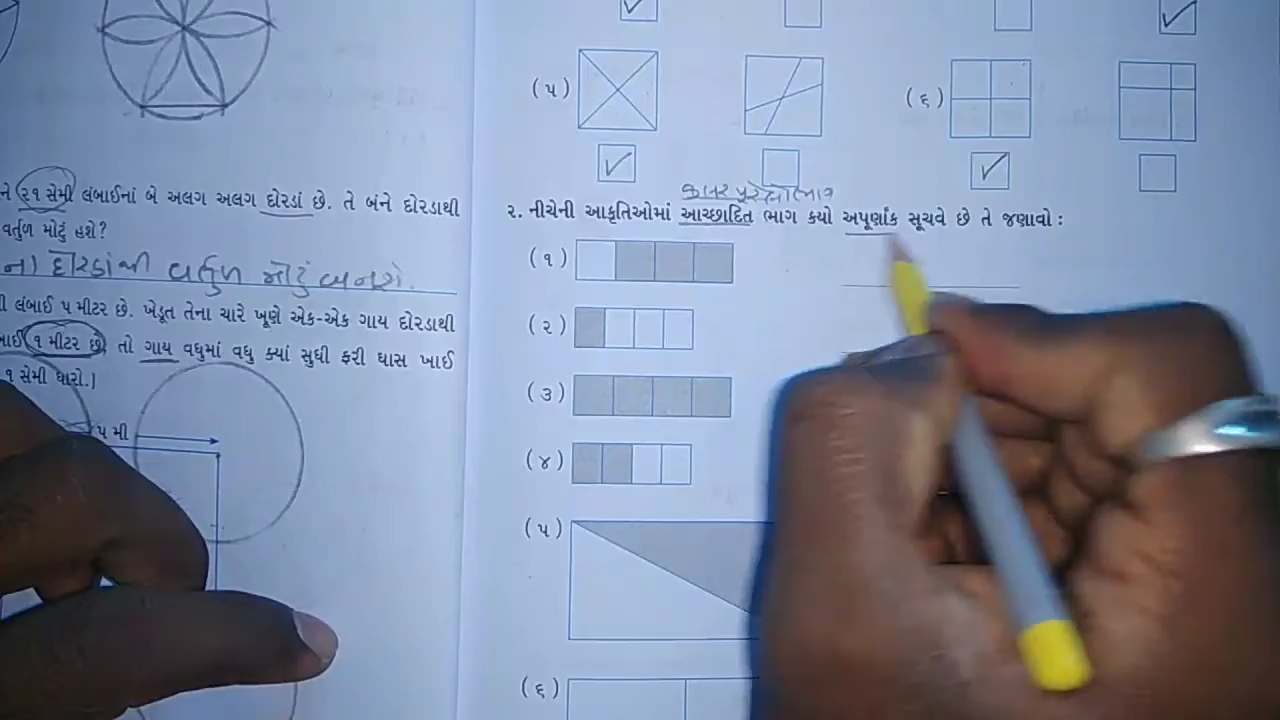 ને ૨૧ સેમી લંબાઈનાં બે અલગ અલગ દોરડાં છે. તે બંને દોરડાથી
વર્તુળ મોટું હશે?
ના) દોરડાંથી વર્તુળ મોટું બનશે.
લંબાઈ ૫ મીટર છે. ખેડૂત તેના ચારે ખૂણે એક-એક ગાય દોરડાથી
૧ મીટર છે, તો ગાય વધુમાં વધુ ક્યાં સુધી ફરી ઘાસ ખાઈ
૧ સેમી ધારો.]
૫ મી
(૫)
(૬)
૨. નીચેની આકૃતિઓમાં આચ્છાદિત ભાગ કયો અપૂર્ણાંક સૂચવે છે તે જણાવો :
(૧)
(૨)
(૩)
(૪)
(૫)
(૬)